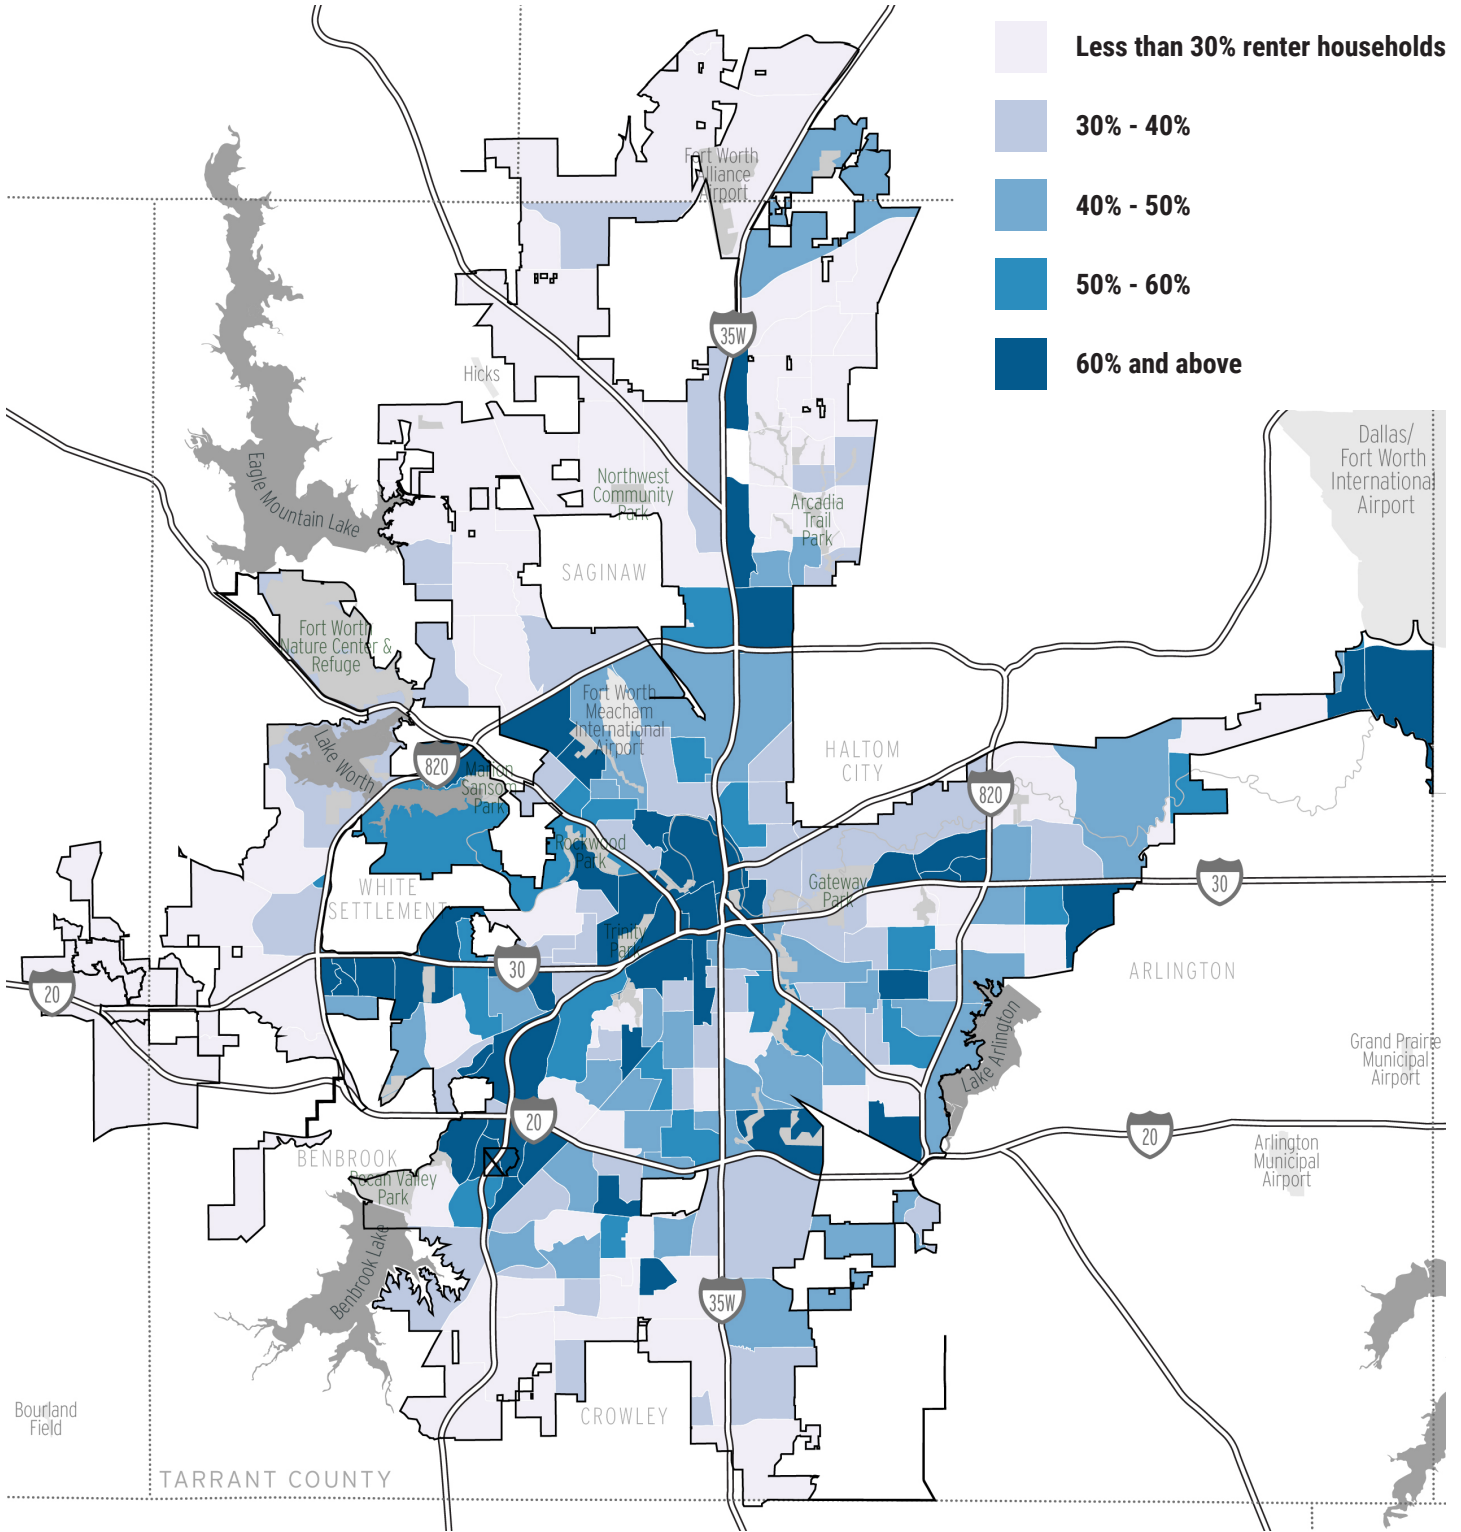 Less than 30% renter households
30% - 40%
40% - 50%
50% - 60%
60% and above
Fort Worth
Alliance
Airport
35W
Hicks
Eagle Mountain Lake
Northwest
Community
Park
Arcadia
Trail
Park
Dallas/
Fort Worth
International
Airport
SAGINAW
Fort Worth
Nature Center &
Refuge
Fort Worth
Meacham
International
Airport
Lake Worth
820
Marion
Sansom
Park
HALTOM
CITY
820
Rockwood
Park
WHITE
SETTLEMENT
Gateway
Park
30
Trinity
Park
30
20
ARLINGTON
Lake Arlington
Grand Prairie
Municipal
Airport
20
20
Arlington
Municipal
Airport
BENBROOK
Pecan Valley
Park
Benbrook Lake
35W
Bourland
Field
CROWLEY
TARRANT COUNTY